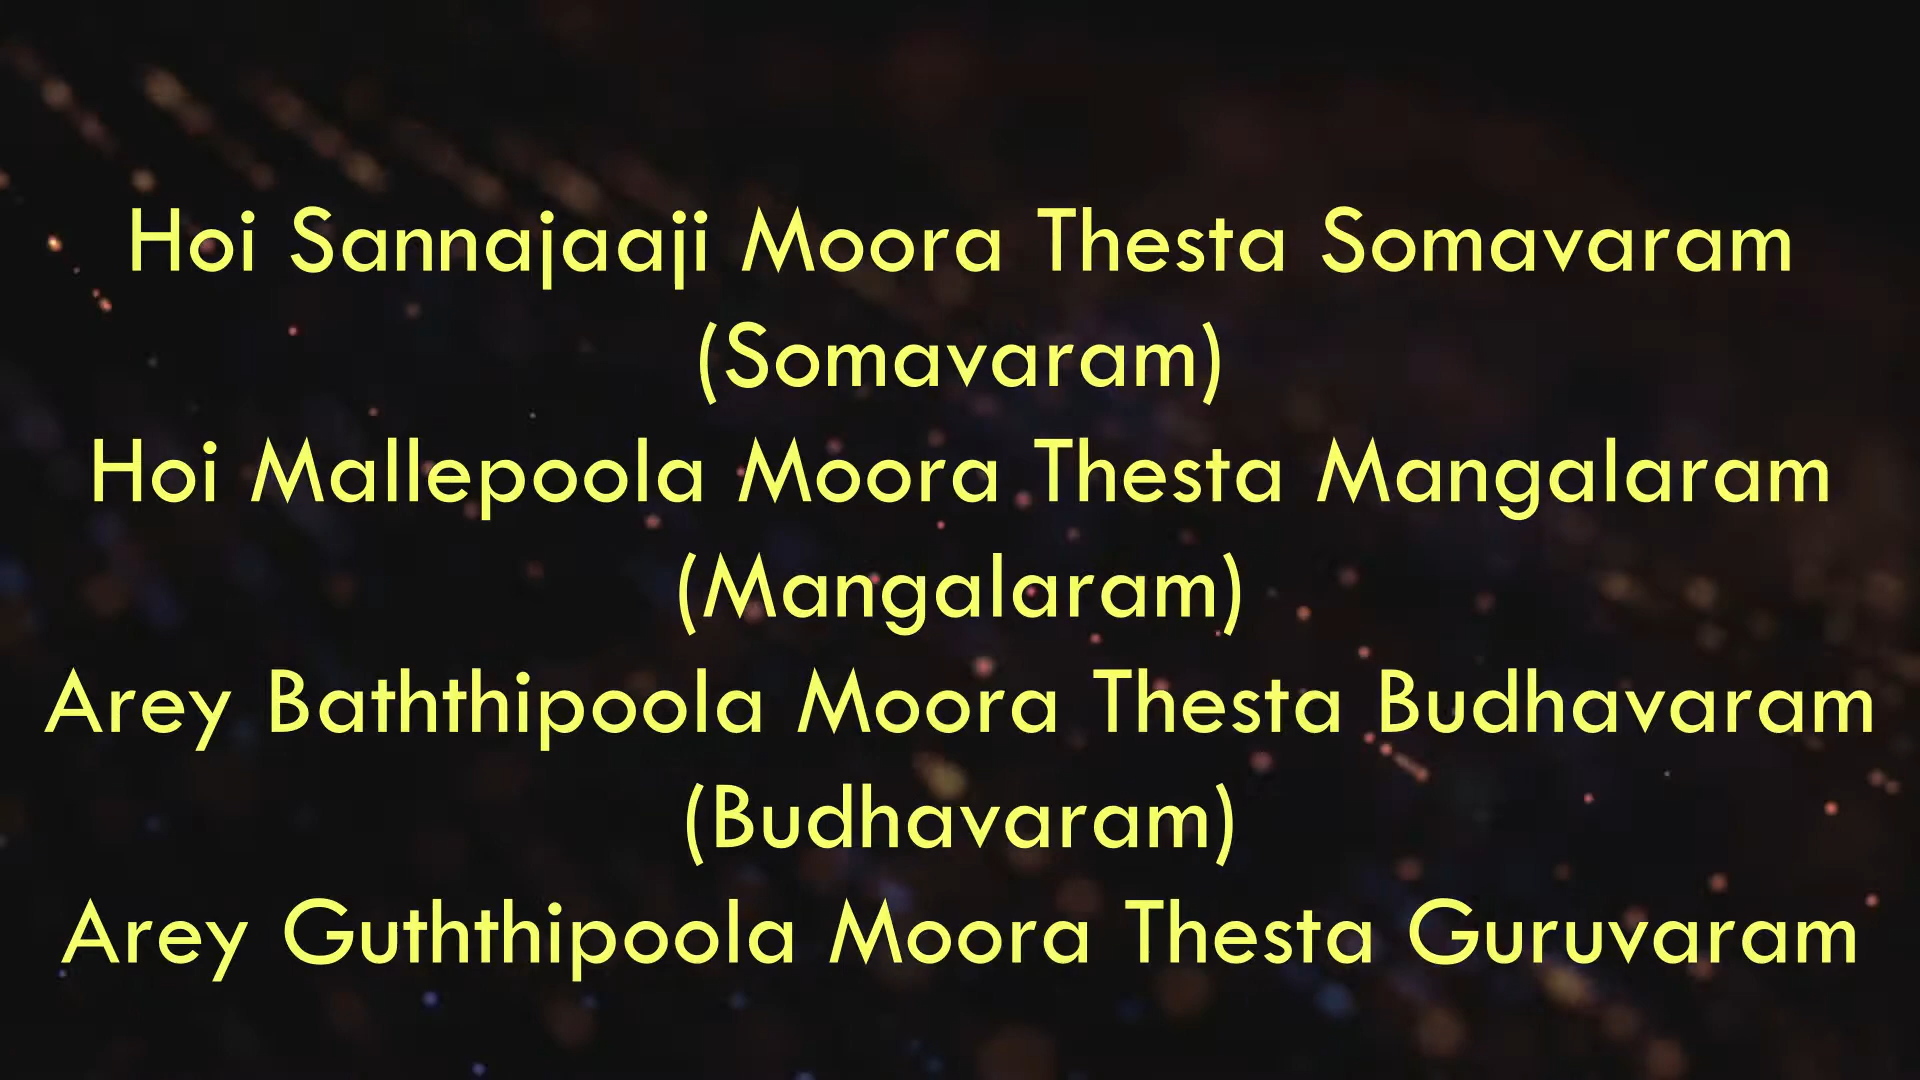 Hoi Sannajaaji Moora Thesta Somavaram
(Somavaram)
Hoi Mallepoola Moora Thesta Mangalaram
(Mangalaram)
Arey Baththipoola Moora Thesta Budhavaram
(Budhavaram)
Arey Guththipoola Moora Thesta Guruvaram